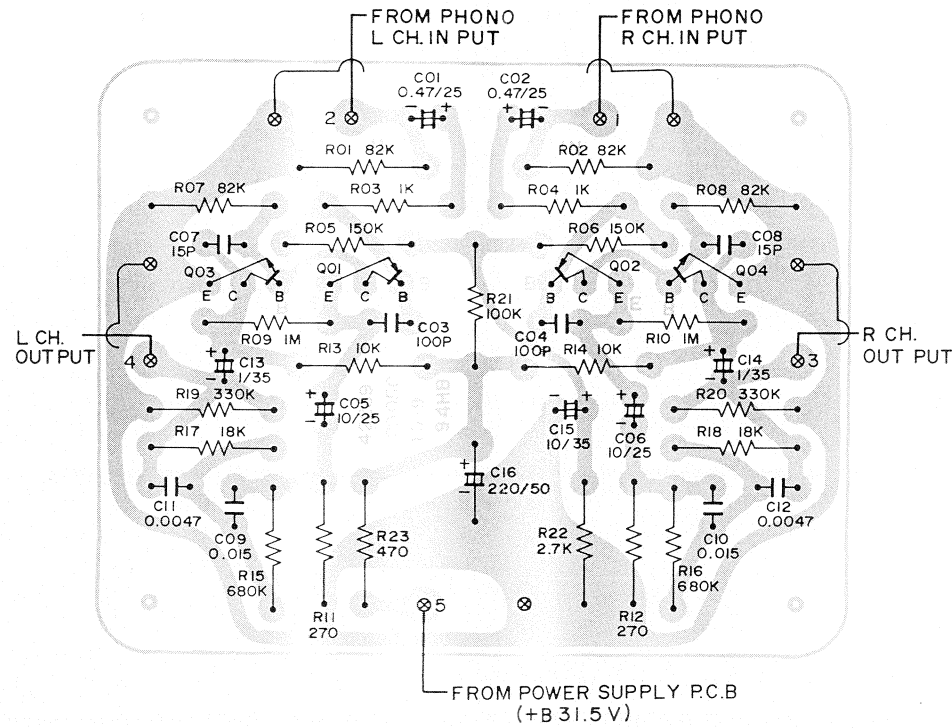 FROM PHONO
L CH. IN PUT
FROM PHONO
R CH. IN PUT
C01
0.47/25
- +
C02
0.47/25
+ -
2
1
R01 82K
R02 82K
R07 82K
R03 1K
R04 1K
R08 82K
C07
15P
R05 150K
R06 150K
C08
15P
Q03
E C B
Q01
E C B
Q02
B C E
Q04
B C E
R21
100K
R09 1M
C03
100P
C04
100P
R10 1M
L CH.
OUTPUT
4
R CH.
OUT PUT
3
+
-
C13
1/35
R13 10K
R14 10K
+
-
C14
1/35
R19 330K
R20 330K
+
-
C05
10/25
- +
C15
10/35
+
-
C06
10/25
R17 18K
R18 18K
94HB
+
-
C16
220/50
C11
0.0047
C09
0.015
R15
680K
R11
270
R23
470
R22
2.7K
R12
270
R16
680K
C10
0.015
C12
0.0047
5
FROM POWER SUPPLY P.C.B
(+B 31.5 V)